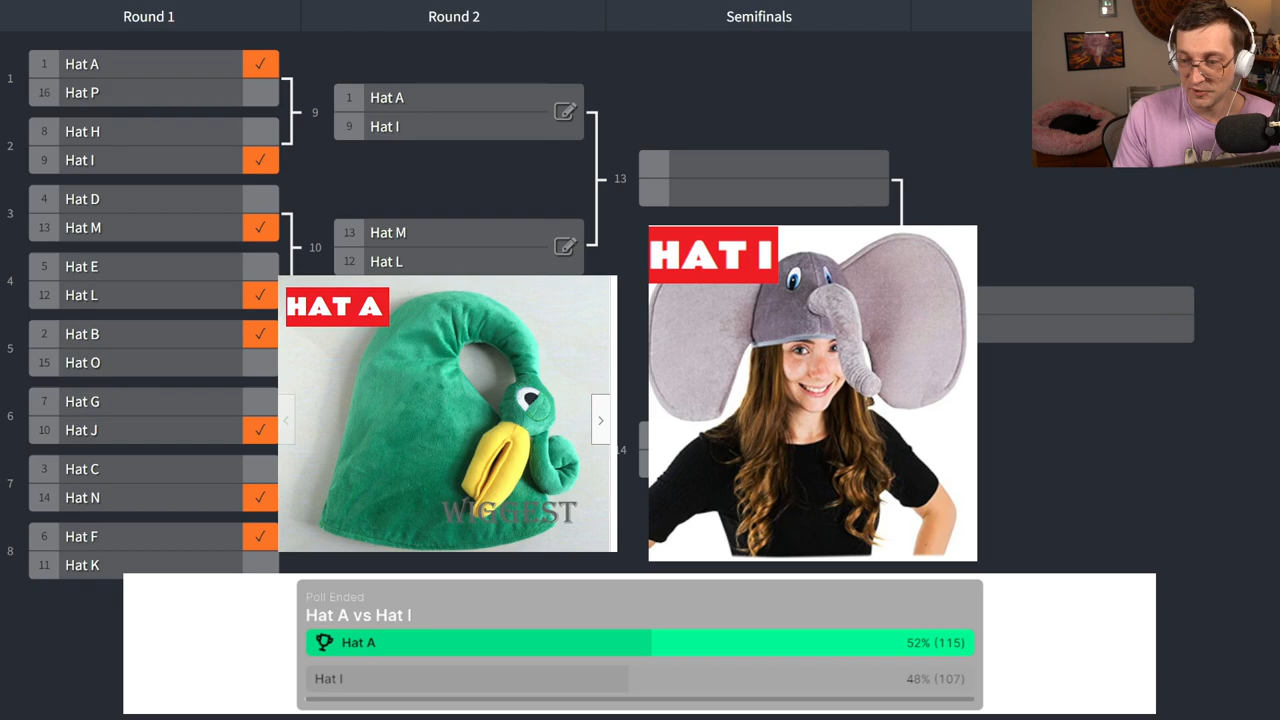 Round 1
Round 2
Semifinals
1
1 Hat A ✓
16 Hat P
2
8 Hat H
9 Hat I ✓
3
4 Hat D
13 Hat M ✓
4
5 Hat E
12 Hat L ✓
5
2 Hat B ✓
15 Hat O
6
7 Hat G
10 Hat J ✓
7
3 Hat C
14 Hat N ✓
8
6 Hat F ✓
11 Hat K
9
1 Hat A
9 Hat I
10
13 Hat M
12 Hat L
13
14
HAT A
WIGGEST
HAT I
Poll Ended
Hat A vs Hat I
Hat A 52% (115)
Hat I 48% (107)